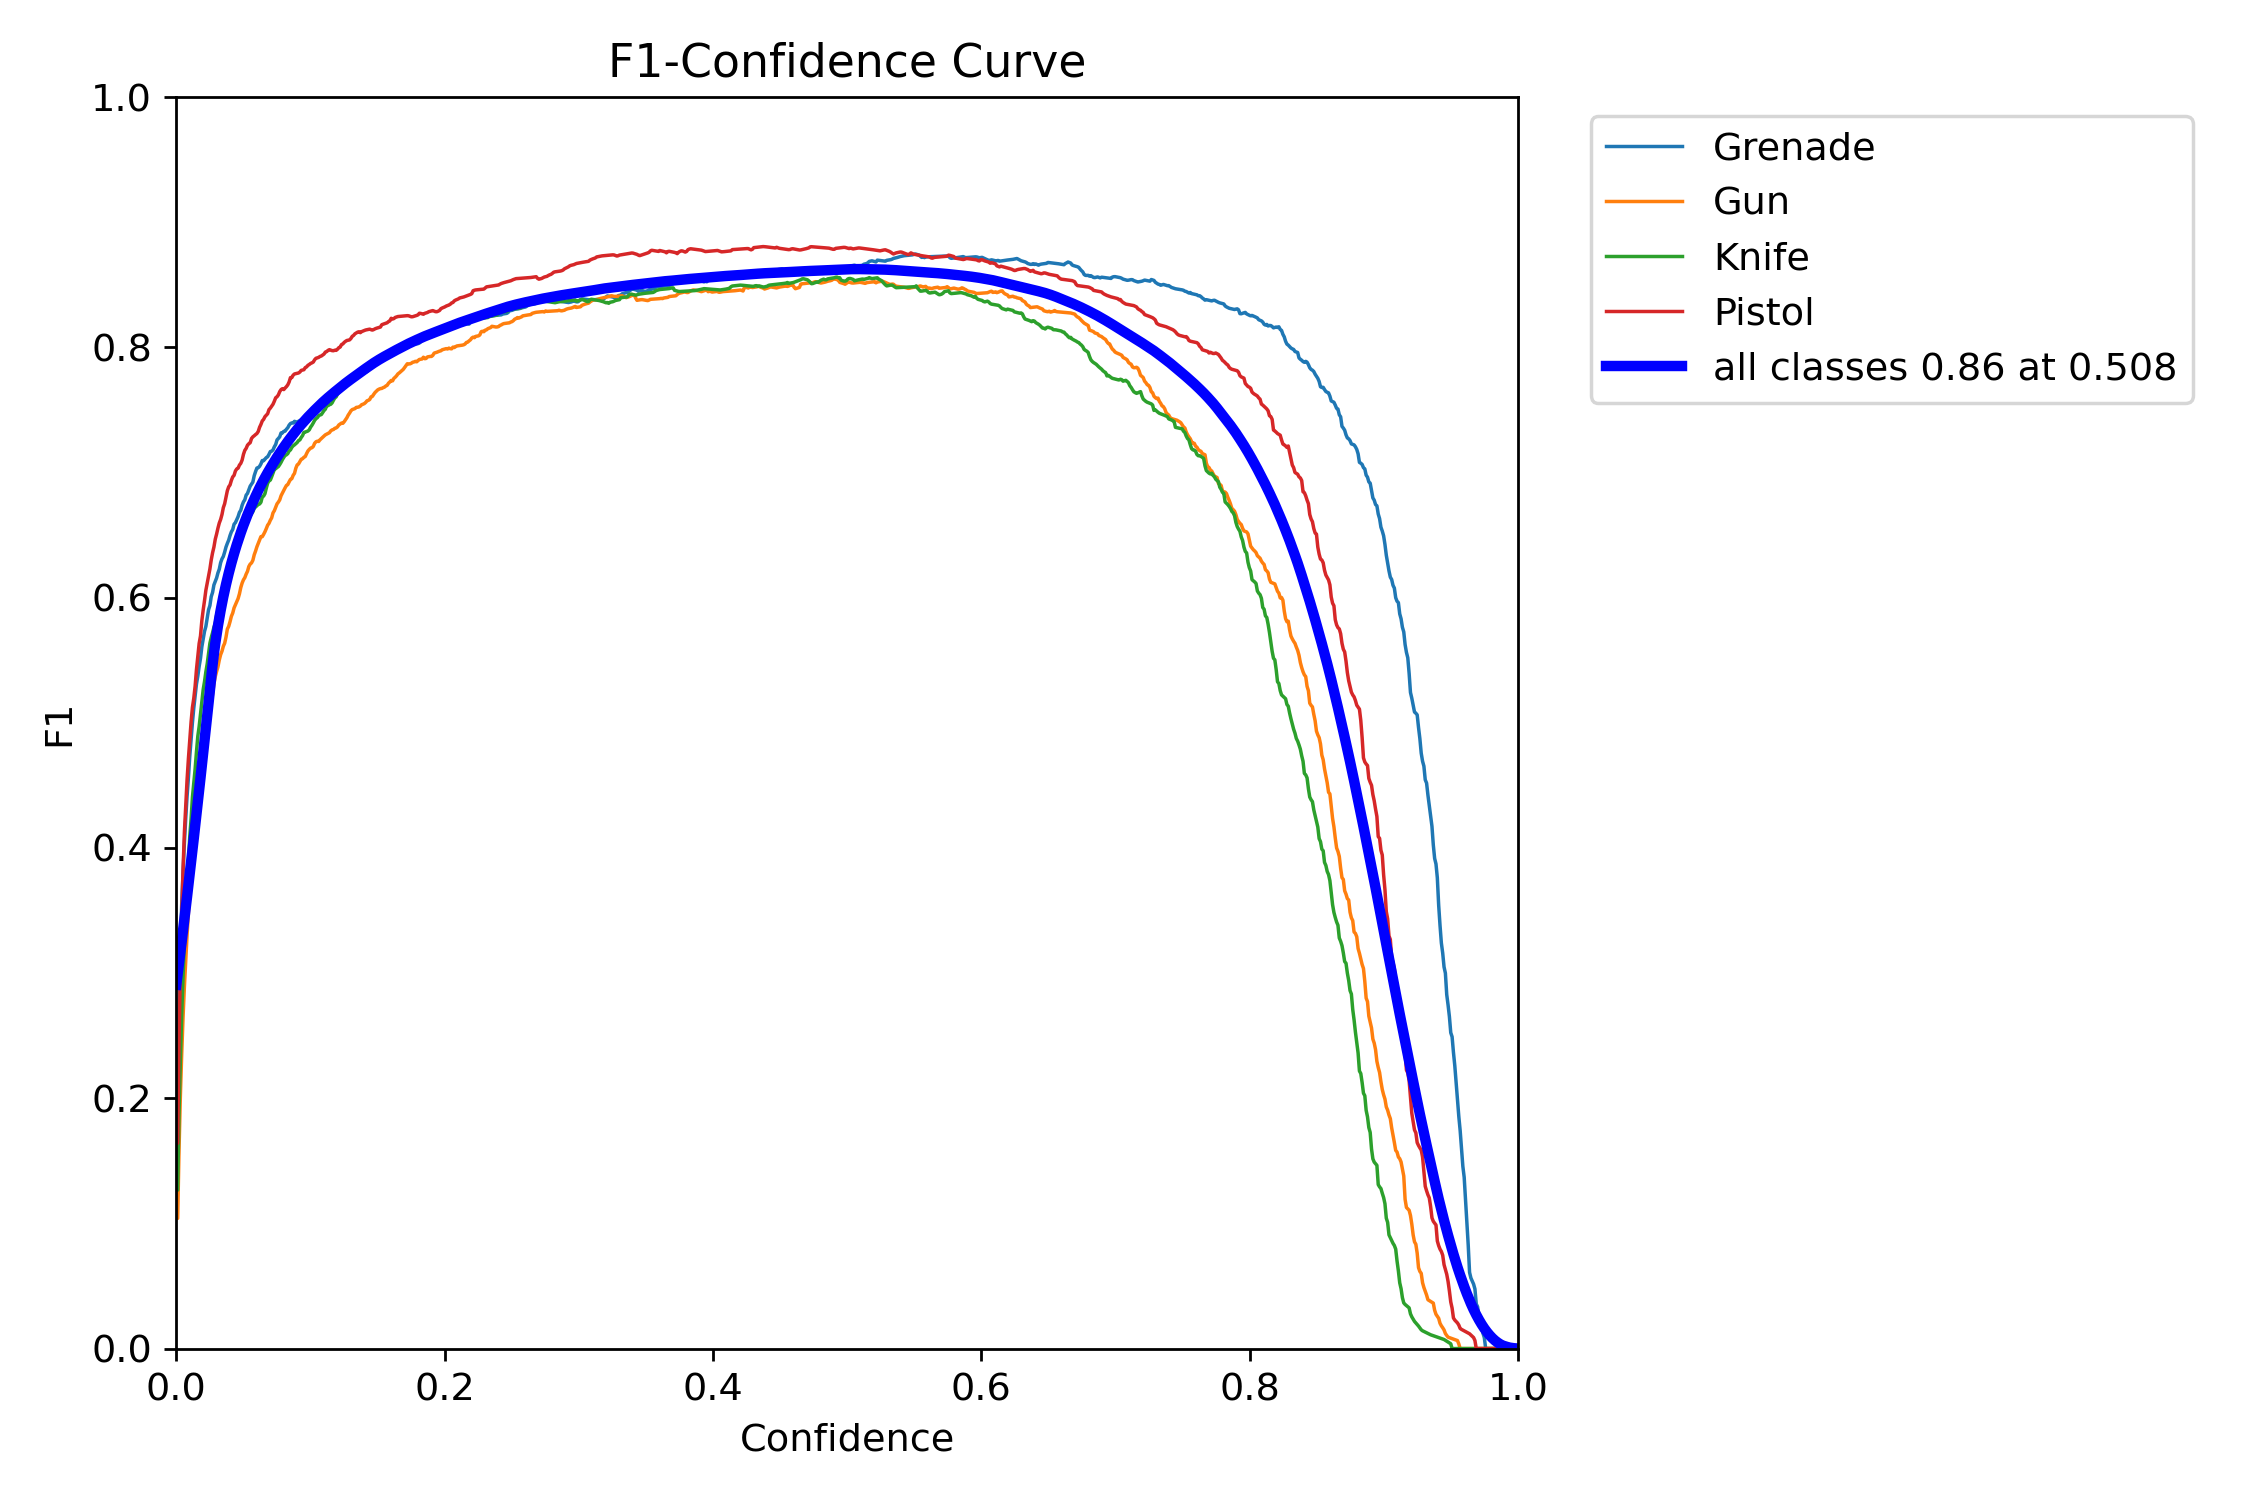 F1-Confidence Curve
1.0
0.8
0.6
0.4
0.2
0.0
F1
0.0 0.2 0.4 0.6 0.8 1.0
Confidence
Grenade
Gun
Knife
Pistol
all classes 0.86 at 0.508